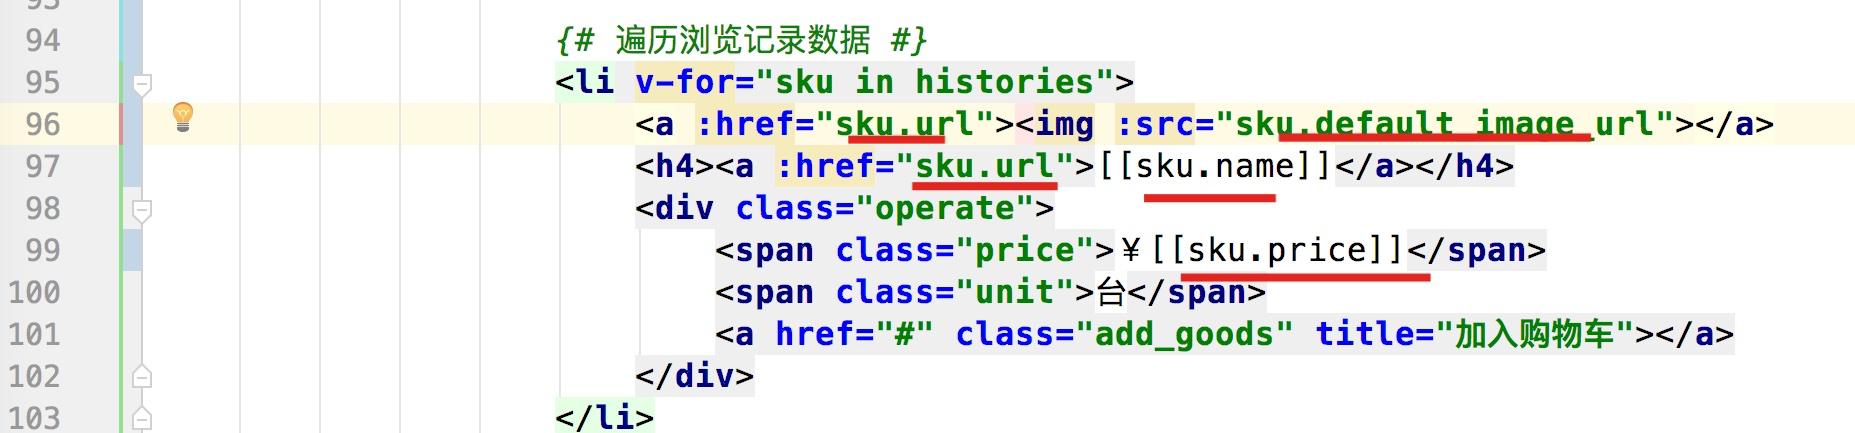 94 {# 遍历浏览记录数据 #}
95 <li v-for="sku in histories">
96 <a :href="sku.url"><img :src="sku.default_image_url"></a>
97 <h4><a :href="sku.url">[[sku.name]]</a></h4>
98 <div class="operate">
99 <span class="price">¥[[sku.price]]</span>
100 <span class="unit">台</span>
101 <a href="#" class="add_goods" title="加入购物车"></a>
102 </div>
103 </li>